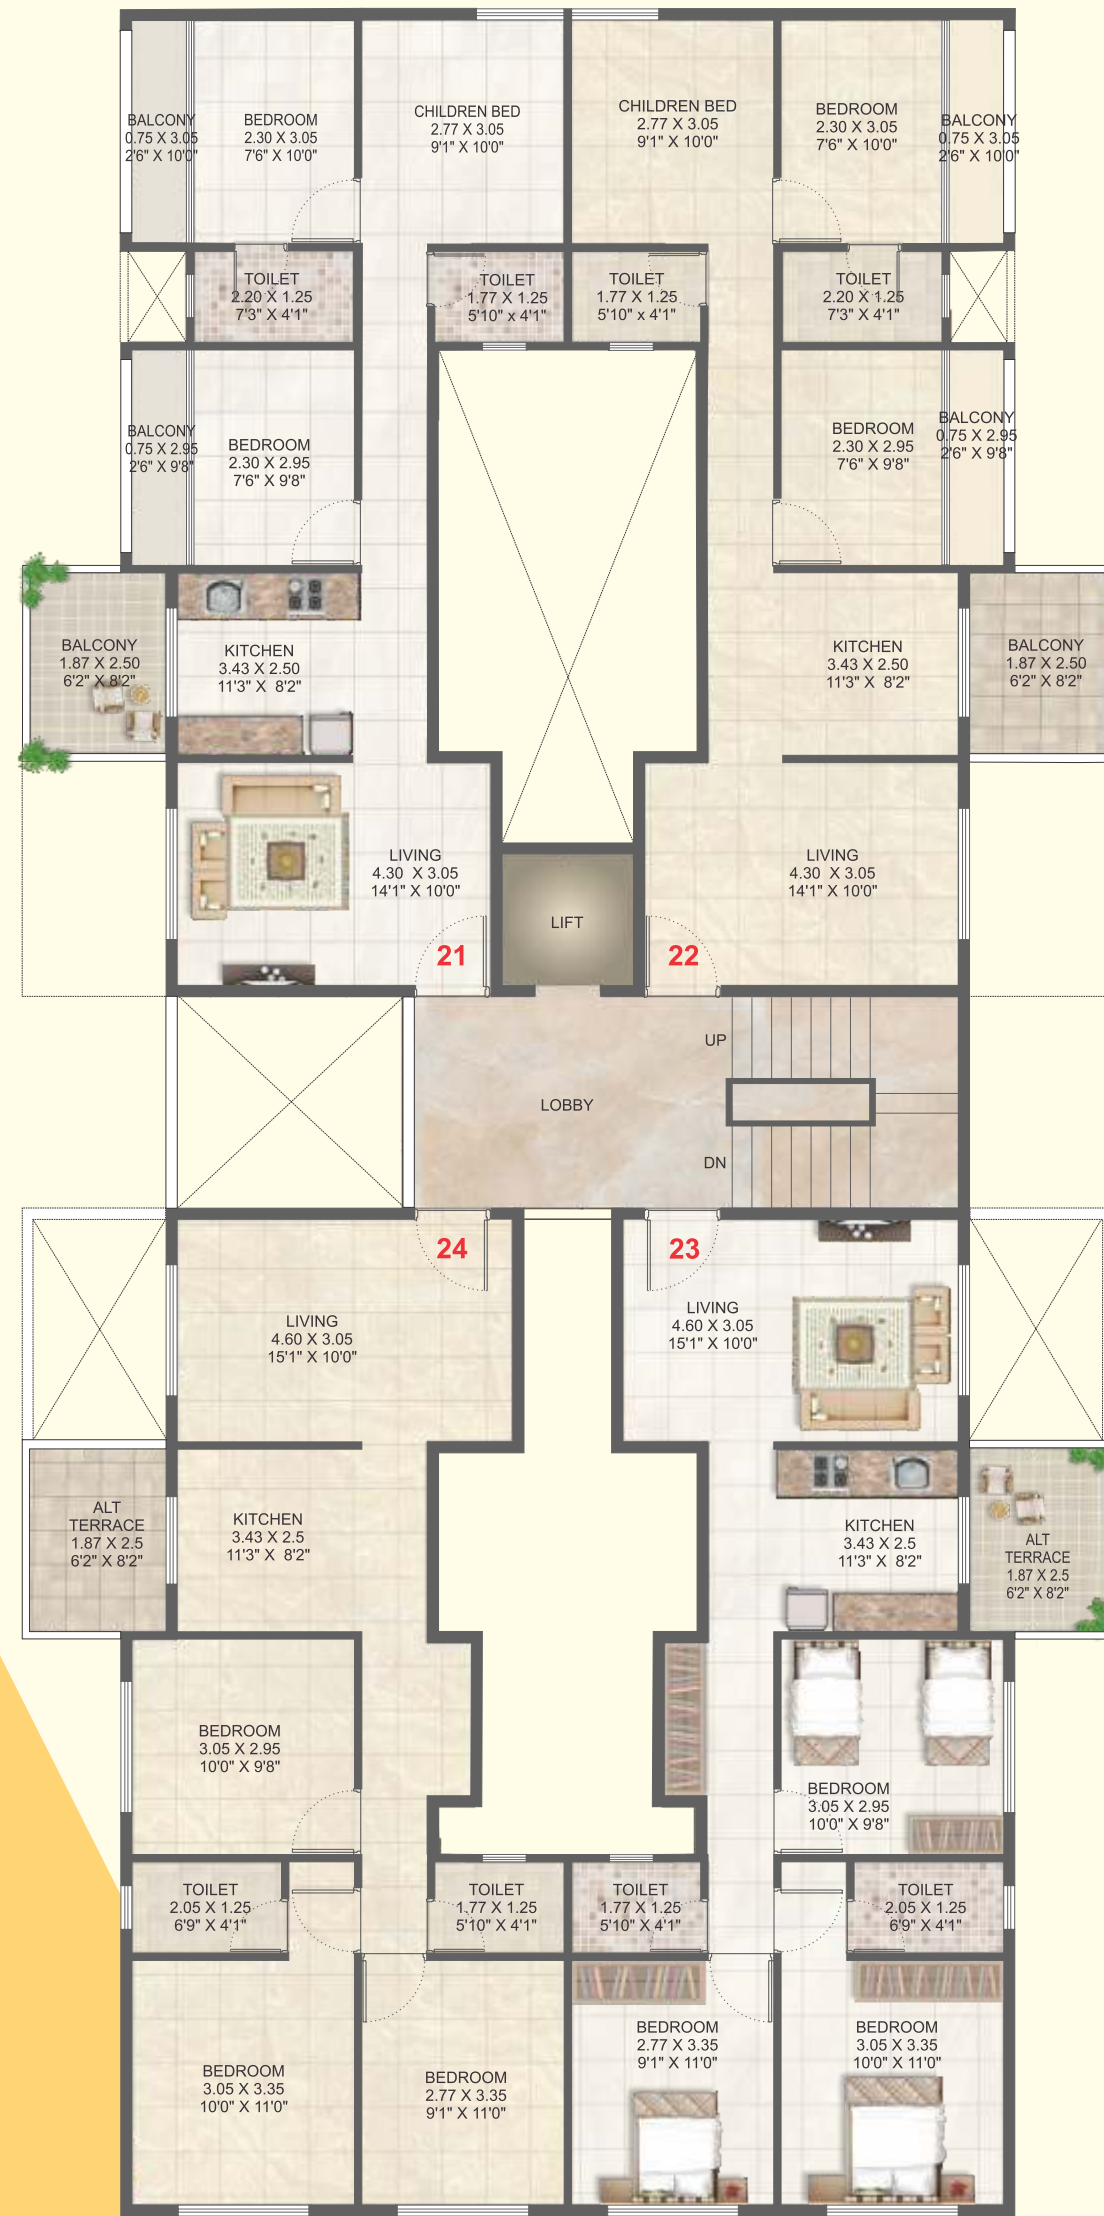 BALCONY
0.75 X 3.05
2'6" X 10'0"
BEDROOM
2.30 X 3.05
7'6" X 10'0"
CHILDREN BED
2.77 X 3.05
9'1" X 10'0"
CHILDREN BED
2.77 X 3.05
9'1" X 10'0"
BEDROOM
2.30 X 3.05
7'6" X 10'0"
BALCONY
0.75 X 3.05
2'6" X 10'0"
TOILET
2.20 X 1.25
7'3" X 4'1"
TOILET
1.77 X 1.25
5'10" x 4'1"
TOILET
1.77 X 1.25
5'10" x 4'1"
TOILET
2.20 X 1.25
7'3" X 4'1"
BALCONY
0.75 X 2.95
2'6" X 9'8"
BEDROOM
2.30 X 2.95
7'6" X 9'8"
BEDROOM
2.30 X 2.95
7'6" X 9'8"
BALCONY
0.75 X 2.95
2'6" X 9'8"
BALCONY
1.87 X 2.50
6'2" X 8'2"
KITCHEN
3.43 X 2.50
11'3" X 8'2"
KITCHEN
3.43 X 2.50
11'3" X 8'2"
BALCONY
1.87 X 2.50
6'2" X 8'2"
LIVING
4.30 X 3.05
14'1" X 10'0"
LIVING
4.30 X 3.05
14'1" X 10'0"
LIFT
21
22
UP
LOBBY
DN
24
23
LIVING
4.60 X 3.05
15'1" X 10'0"
LIVING
4.60 X 3.05
15'1" X 10'0"
ALT
TERRACE
1.87 X 2.5
6'2" X 8'2"
KITCHEN
3.43 X 2.5
11'3" X 8'2"
KITCHEN
3.43 X 2.5
11'3" X 8'2"
ALT
TERRACE
1.87 X 2.5
6'2" X 8'2"
BEDROOM
3.05 X 2.95
10'0" X 9'8"
BEDROOM
3.05 X 2.95
10'0" X 9'8"
TOILET
2.05 X 1.25
6'9" X 4'1"
TOILET
1.77 X 1.25
5'10" X 4'1"
TOILET
1.77 X 1.25
5'10" X 4'1"
TOILET
2.05 X 1.25
6'9" X 4'1"
BEDROOM
3.05 X 3.35
10'0" X 11'0"
BEDROOM
2.77 X 3.35
9'1" X 11'0"
BEDROOM
2.77 X 3.35
9'1" X 11'0"
BEDROOM
3.05 X 3.35
10'0" X 11'0"